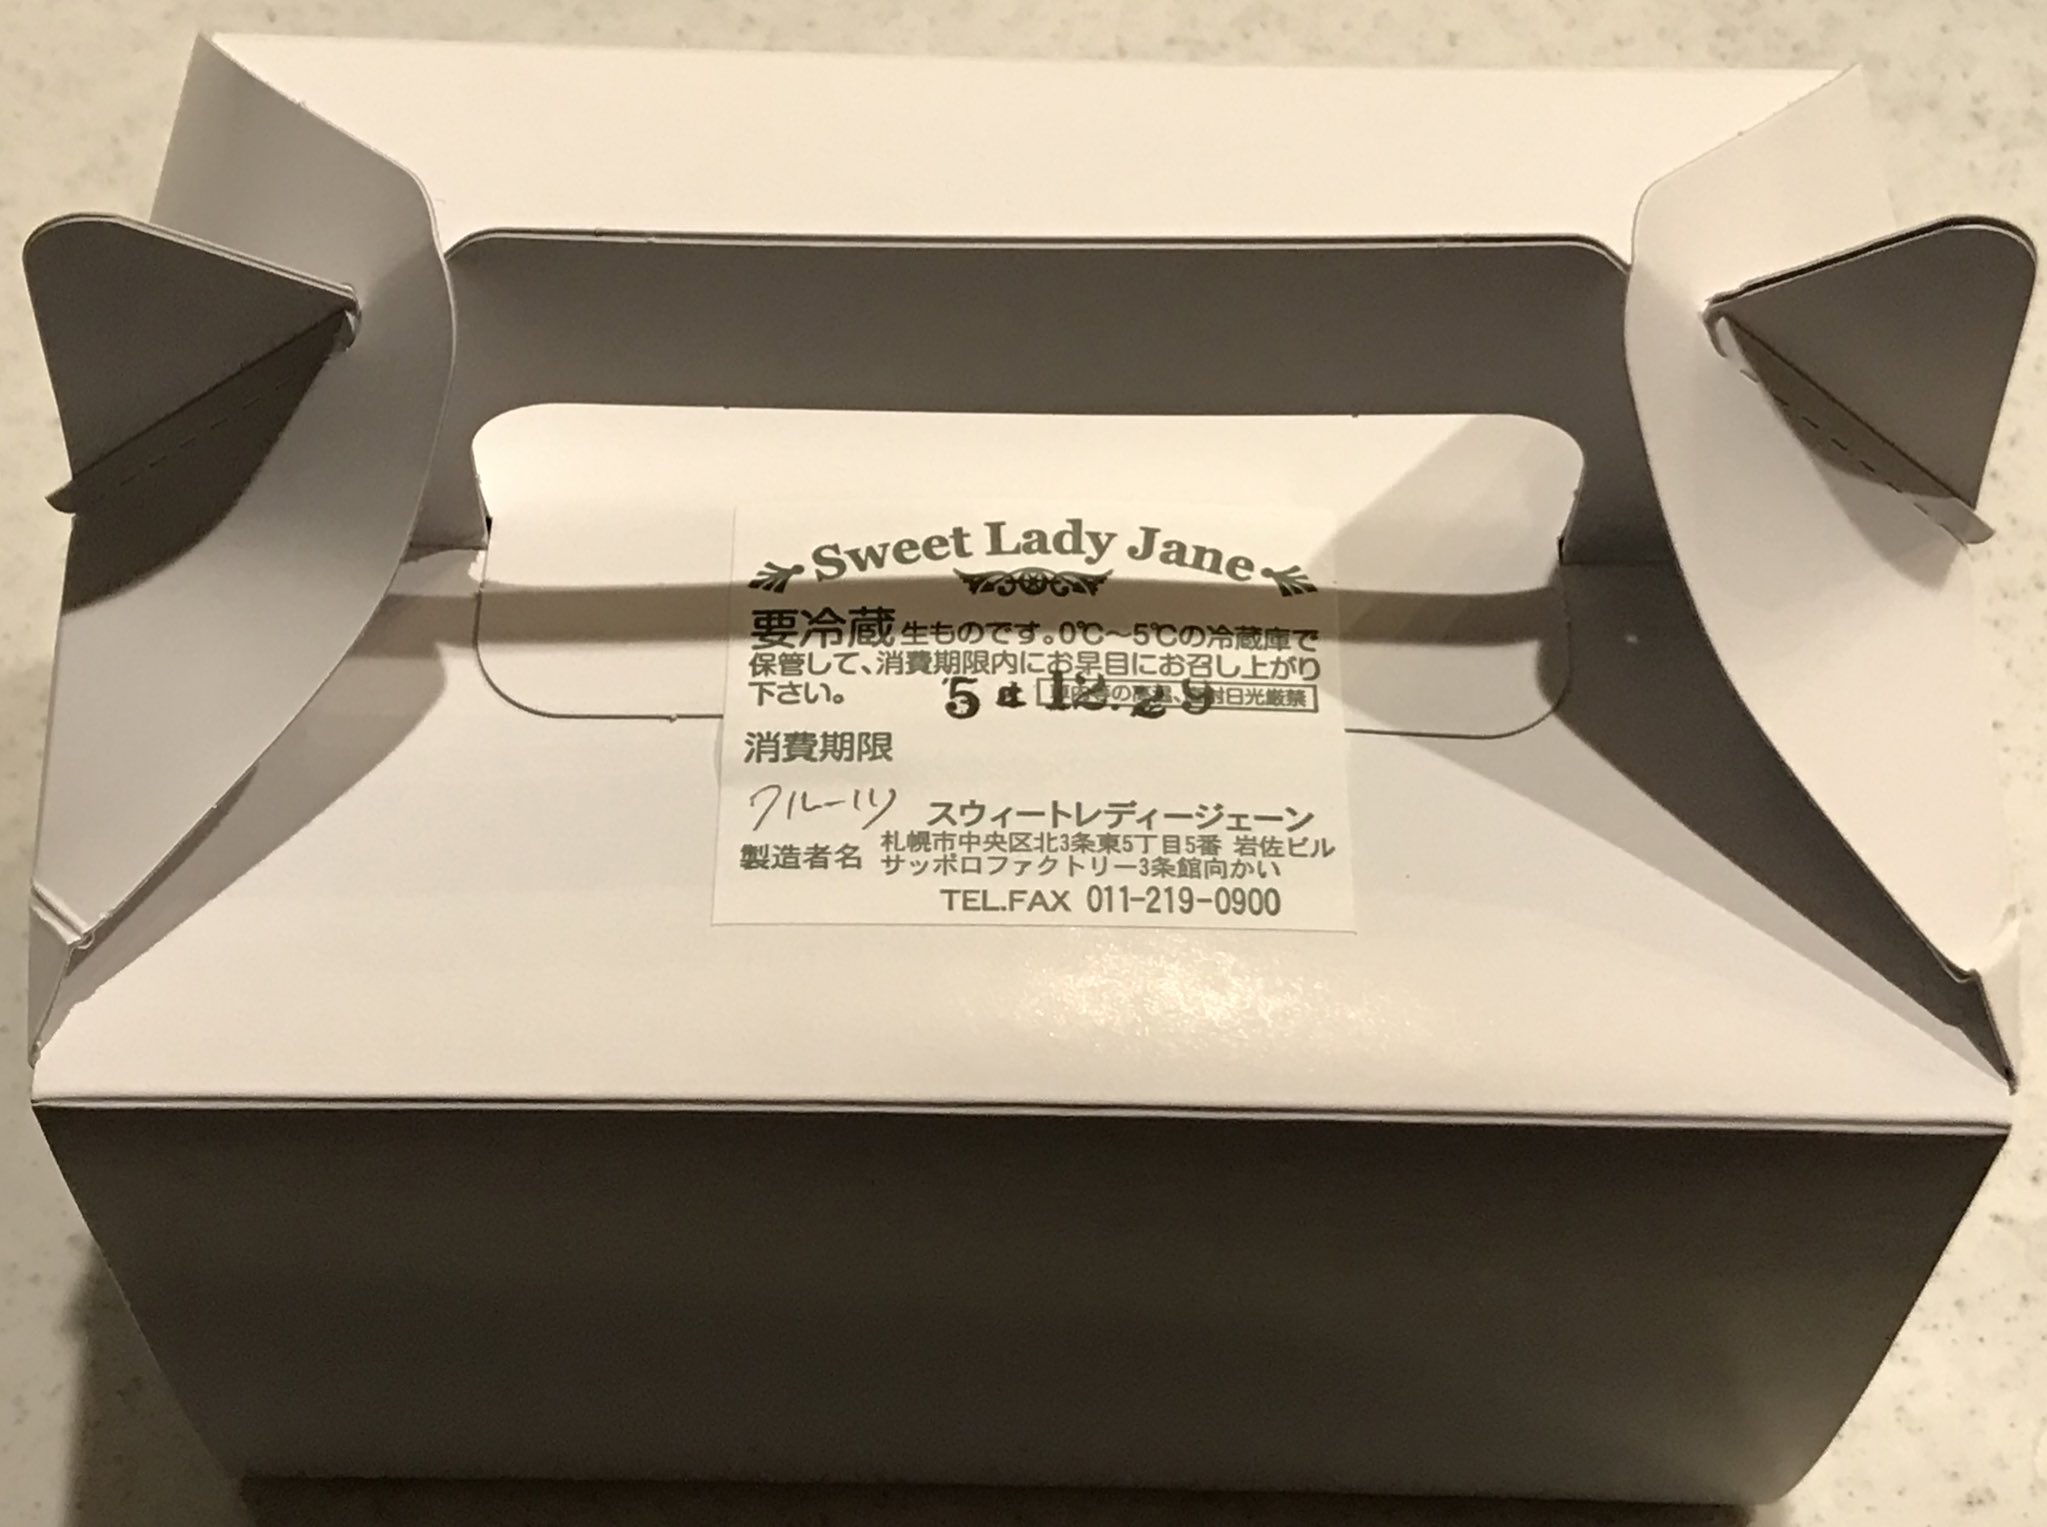 Sweet Lady Jane
要冷蔵 生ものです。0℃～5℃の冷蔵庫で
保管して、消費期限内にお早目にお召し上がり
下さい。
5 12.29
消費期限
フルーツ
スウィートレディージェーン
製造者名 札幌市中央区北3条東5丁目5番 岩佐ビル
サッポロファクトリー3条館向かい
TEL.FAX 011-219-0900